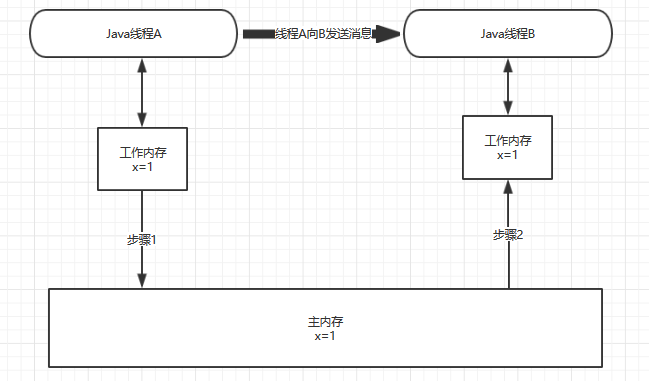 Java线程A
线程A向B发送消息
Java线程B
工作内存
x=1
工作内存
x=1
步骤1
步骤2
主内存
x=1